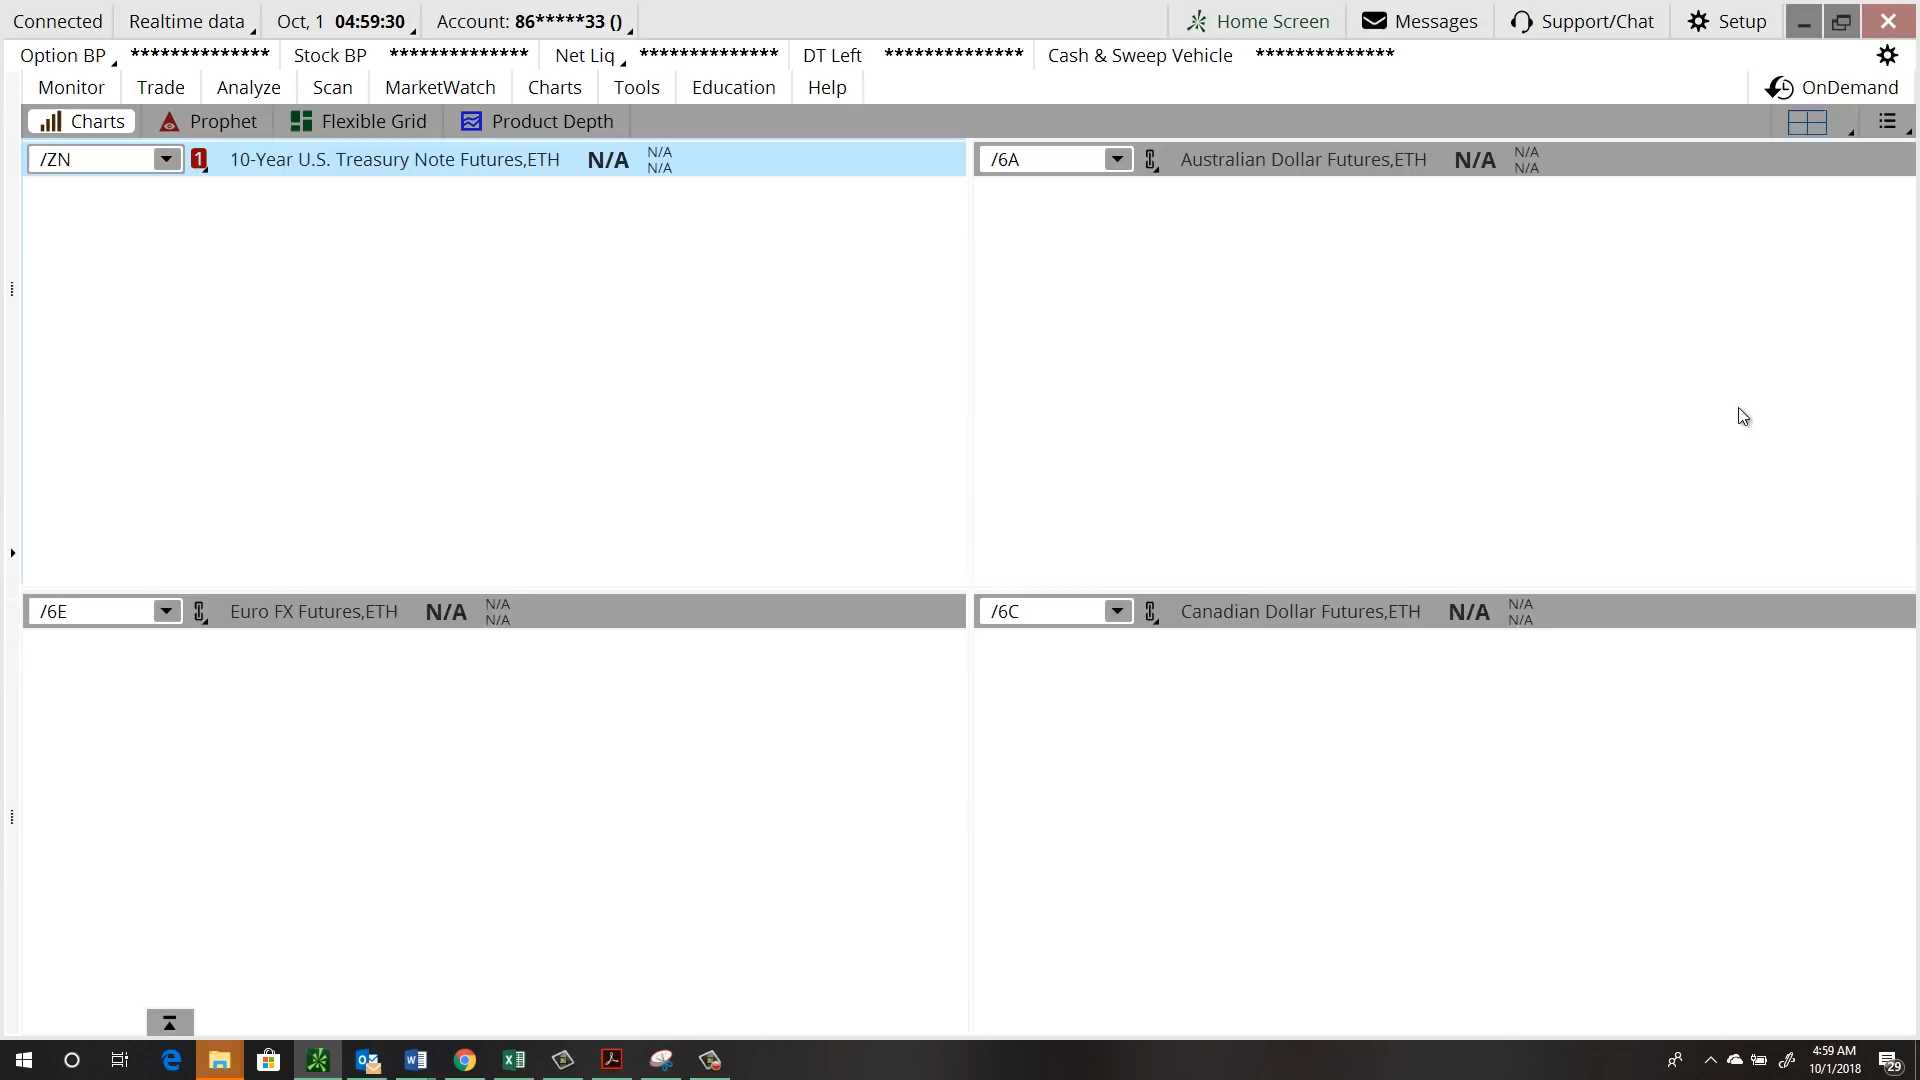 Connected Realtime data Oct, 1 04:59:30 Account: 86*****33 () Home Screen Messages Support/Chat Setup
Option BP ************** Stock BP ************** Net Liq ************** DT Left ************** Cash & Sweep Vehicle **************
Monitor Trade Analyze Scan MarketWatch Charts Tools Education Help OnDemand
Charts Prophet Flexible Grid Product Depth
/ZN 1 10-Year U.S. Treasury Note Futures,ETH N/A N/A N/A
/6A Australian Dollar Futures,ETH N/A N/A N/A
/6E Euro FX Futures,ETH N/A N/A N/A
/6C Canadian Dollar Futures,ETH N/A N/A N/A
4:59 AM
10/1/2018
29